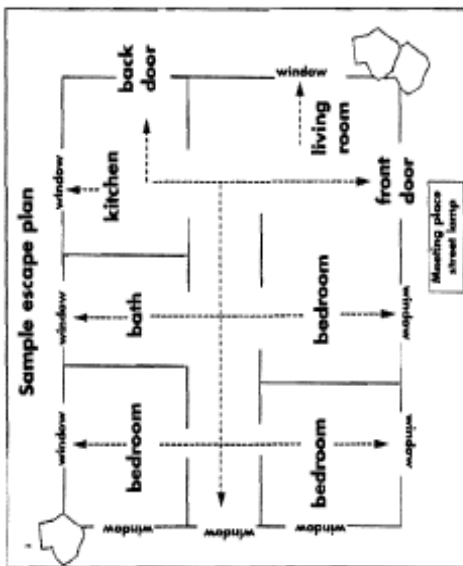 Sample escape plan
window
window
window
window
bedroom
bath
kitchen
back
door
window
window
bedroom
bedroom
living
room
window
window
window
front
door
Meeting place
street lamp